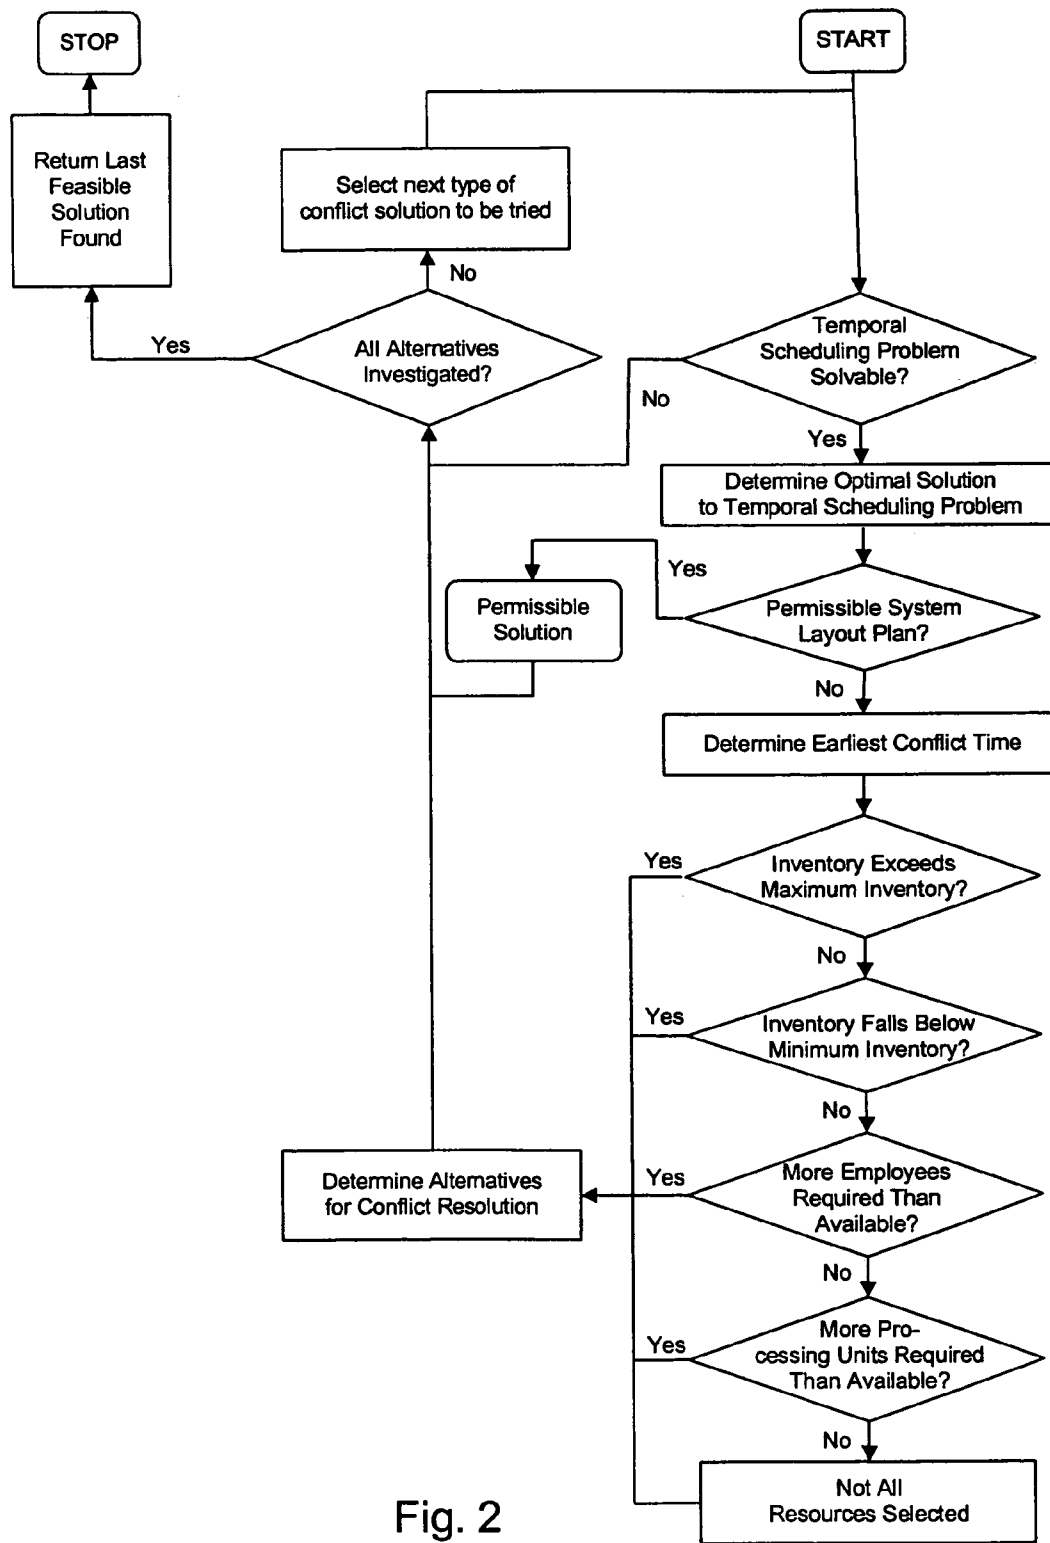 STOP
START
Return Last
Feasible
Solution
Found
Select next type of
conflict solution to be tried
No
Yes
All Alternatives
Investigated?
Temporal
Scheduling Problem
Solvable?
No
Yes
Determine Optimal Solution
to Temporal Scheduling Problem
Yes
Permissible
Solution
Permissible System
Layout Plan?
No
Determine Earliest Conflict Time
Yes
Inventory Exceeds
Maximum Inventory?
No
Yes
Inventory Falls Below
Minimum Inventory?
No
Determine Alternatives
for Conflict Resolution
Yes
More Employees
Required Than
Available?
No
Yes
More Pro-
cessing Units Required
Than Available?
No
Not All
Resources Selected
Fig. 2